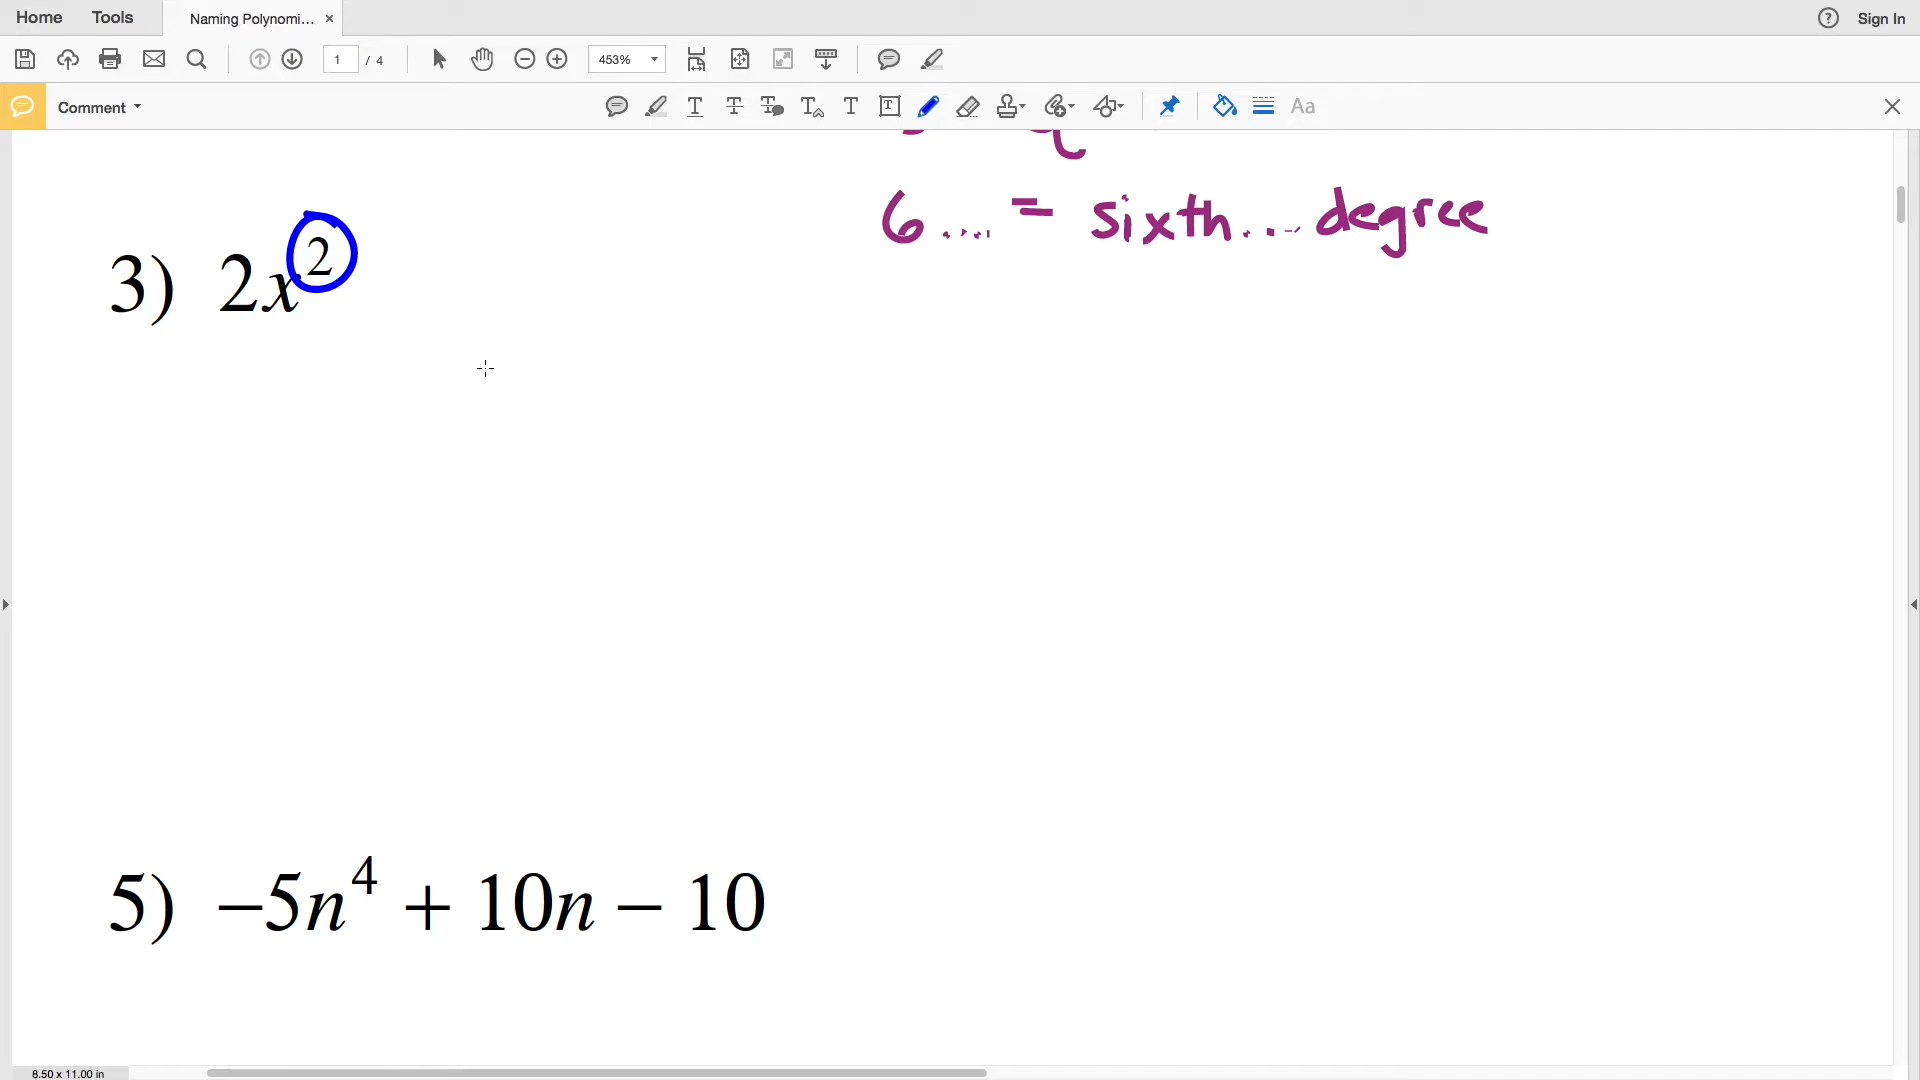 Home Tools Naming Polynomi... × Sign In
1 / 4 453%
Comment Aa
6 .... = sixth... degree
3) 2x²
5) −5n⁴ + 10n − 10
8.50 x 11.00 in